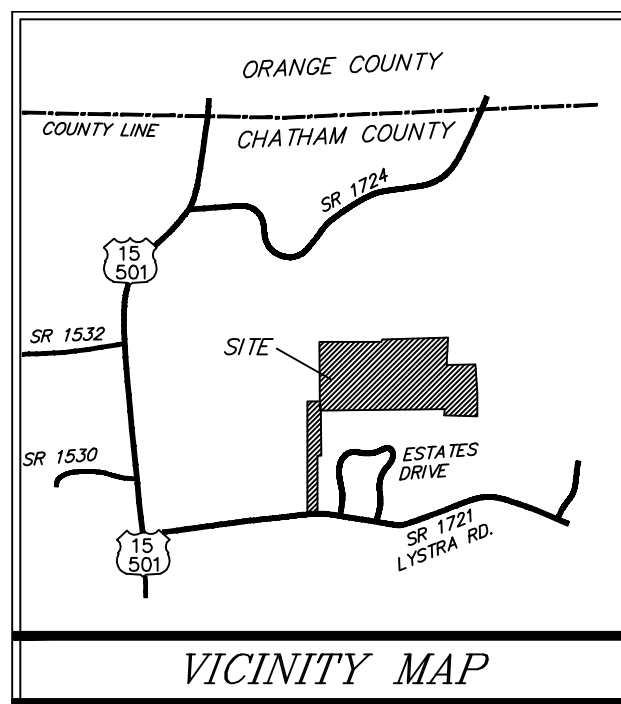 ORANGE COUNTY
COUNTY LINE
CHATHAM COUNTY
SR 1724
15
501
SR 1532
SITE
SR 1530
ESTATES
DRIVE
15
501
SR 1721
LYSTRA RD.
VICINITY MAP